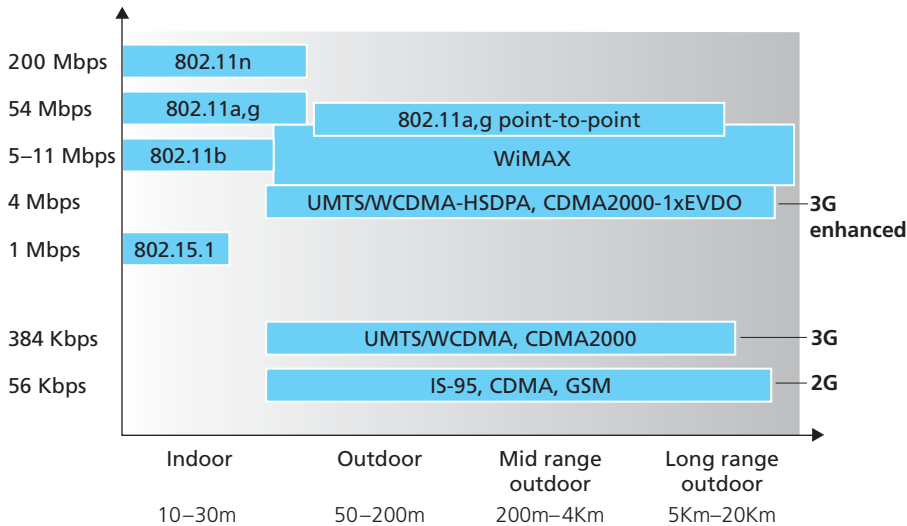 200 Mbps
802.11n
54 Mbps
802.11a,g
802.11a,g point-to-point
5–11 Mbps
802.11b
WiMAX
4 Mbps
UMTS/WCDMA-HSDPA, CDMA2000-1xEVDO
3G
enhanced
1 Mbps
802.15.1
384 Kbps
UMTS/WCDMA, CDMA2000
3G
56 Kbps
IS-95, CDMA, GSM
2G
Indoor
Outdoor
Mid range
outdoor
Long range
outdoor
10–30m
50–200m
200m–4Km
5Km–20Km